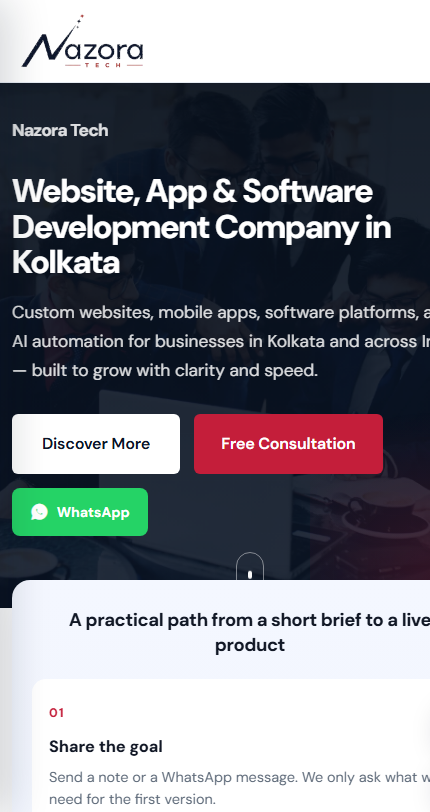 Nazora
TECH
Nazora Tech
Website, App & Software
Development Company in
Kolkata
Custom websites, mobile apps, software platforms, a
AI automation for businesses in Kolkata and across In
— built to grow with clarity and speed.
Discover More
Free Consultation
WhatsApp
A practical path from a short brief to a live
product
01
Share the goal
Send a note or a WhatsApp message. We only ask what w
need for the first version.